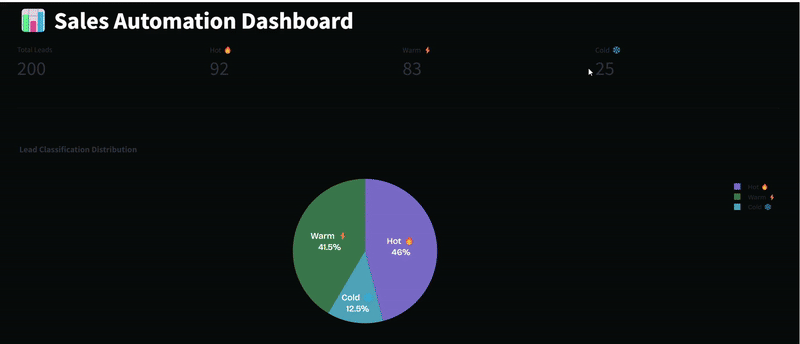 📊 Sales Automation Dashboard
Total Leads
Hot 🔥
Warm ⚡
Cold ❄️
200
92
83
25
Lead Classification Distribution
Hot 🔥
Warm ⚡
Cold ❄️
Warm ⚡
41.5%
Hot 🔥
46%
Cold
12.5%